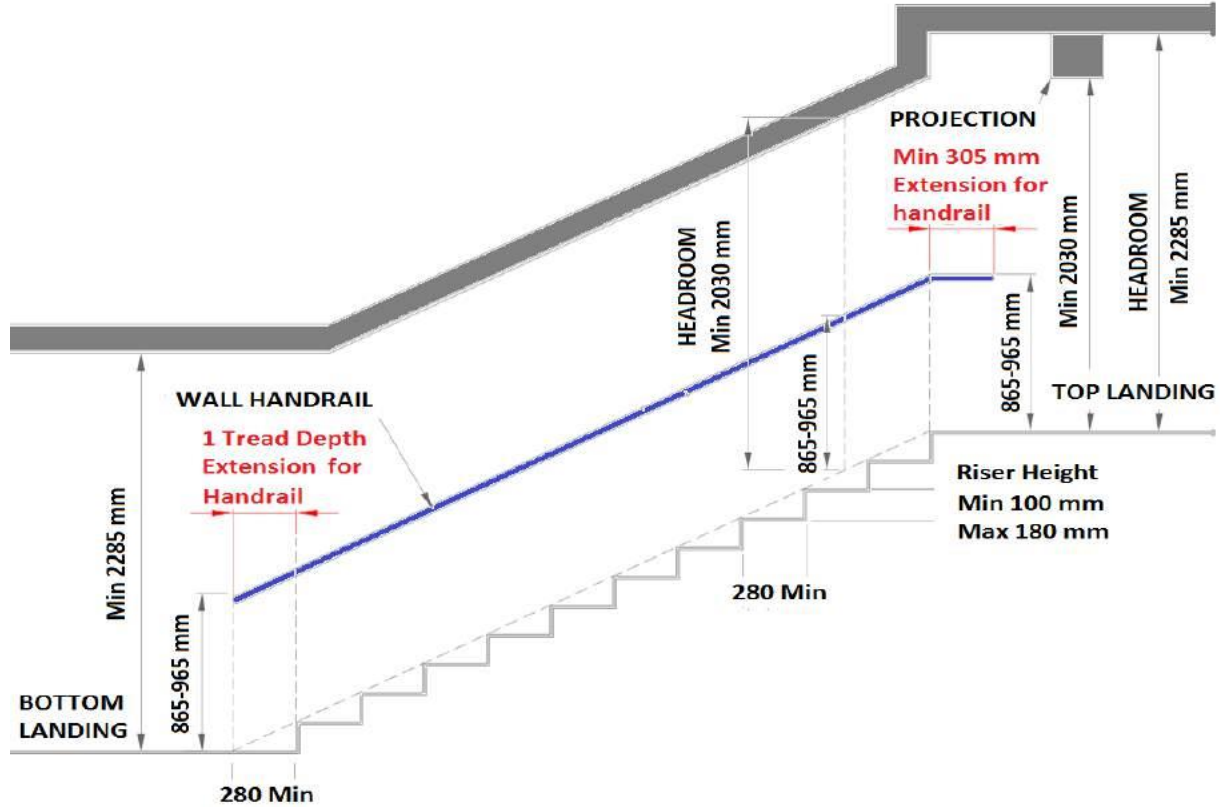 PROJECTION
Min 305 mm
Extension for
handrail
HEADROOM
Min 2030 mm
Min 2030 mm
HEADROOM
Min 2285 mm
WALL HANDRAIL
1 Tread Depth
Extension for
Handrail
865-965 mm
865-965 mm
TOP LANDING
Min 2285 mm
Riser Height
Min 100 mm
Max 180 mm
280 Min
865-965 mm
BOTTOM
LANDING
280 Min